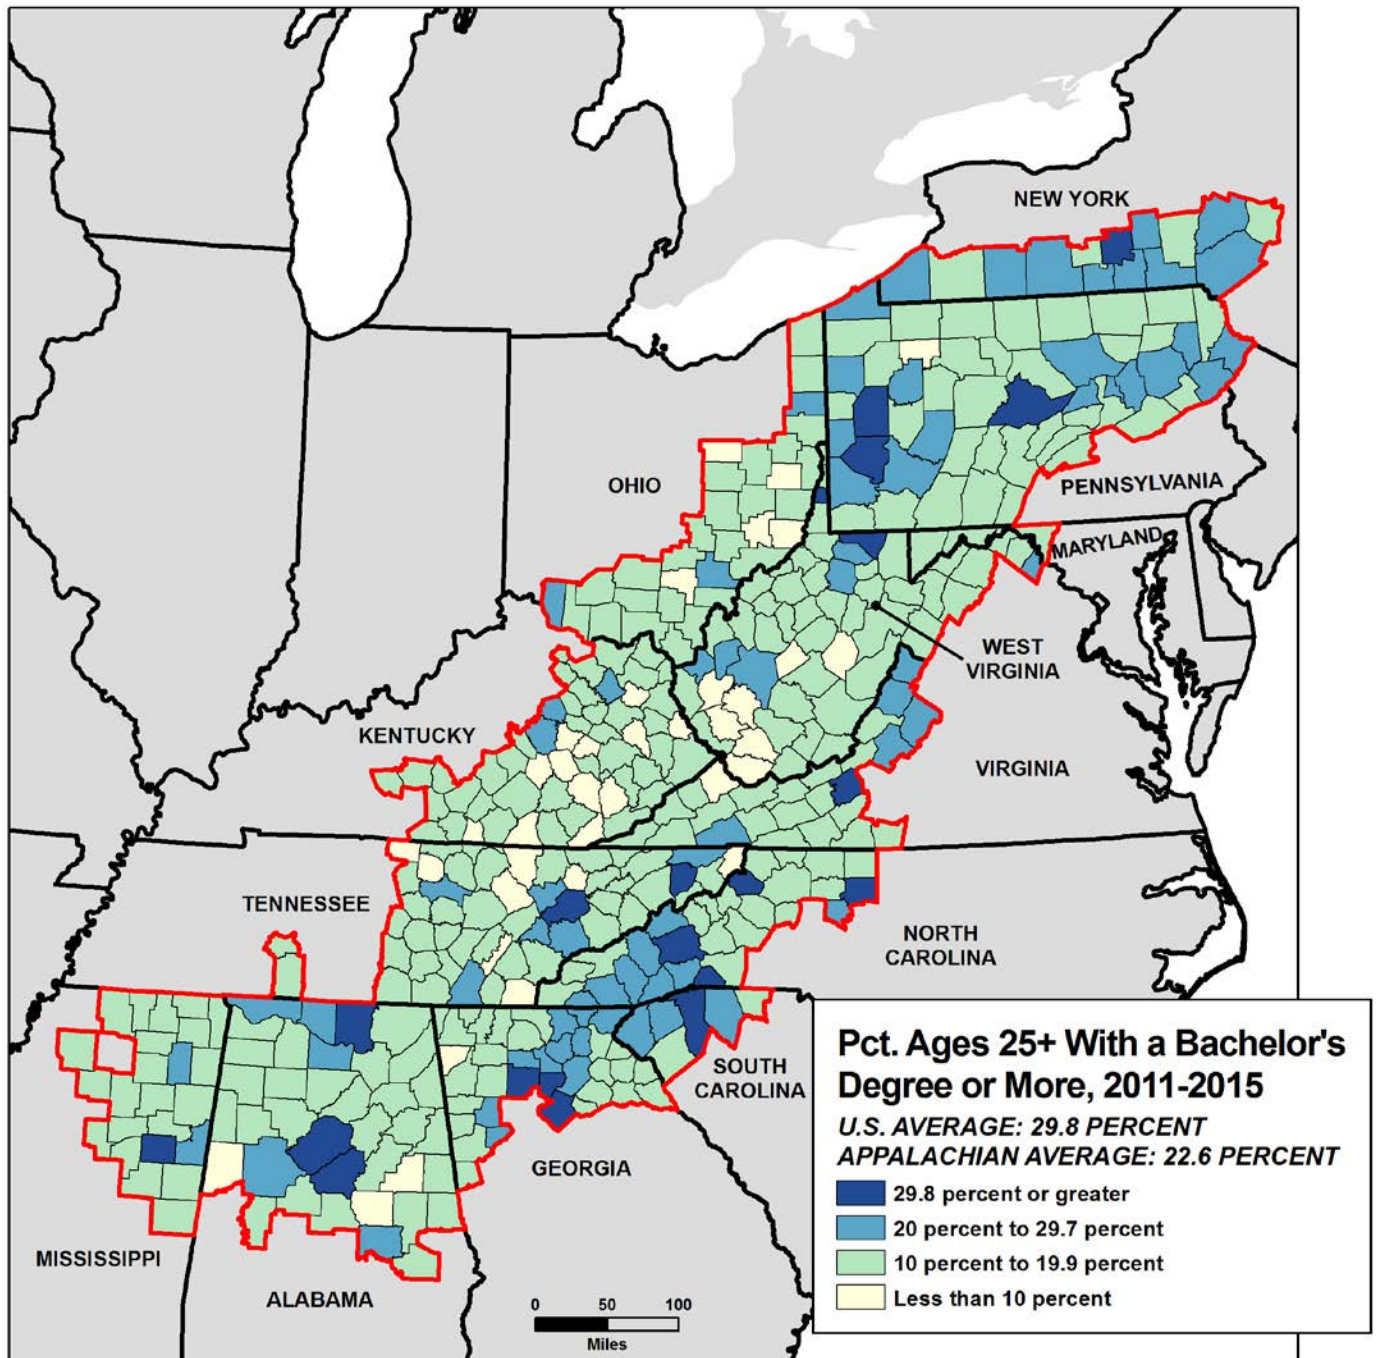 NEW YORK
OHIO
PENNSYLVANIA
MARYLAND
WEST
VIRGINIA
KENTUCKY
VIRGINIA
TENNESSEE
NORTH
CAROLINA
SOUTH
CAROLINA
GEORGIA
MISSISSIPPI
ALABAMA
0 50 100
Miles
Pct. Ages 25+ With a Bachelor's
Degree or More, 2011-2015
U.S. AVERAGE: 29.8 PERCENT
APPALACHIAN AVERAGE: 22.6 PERCENT
29.8 percent or greater
20 percent to 29.7 percent
10 percent to 19.9 percent
Less than 10 percent